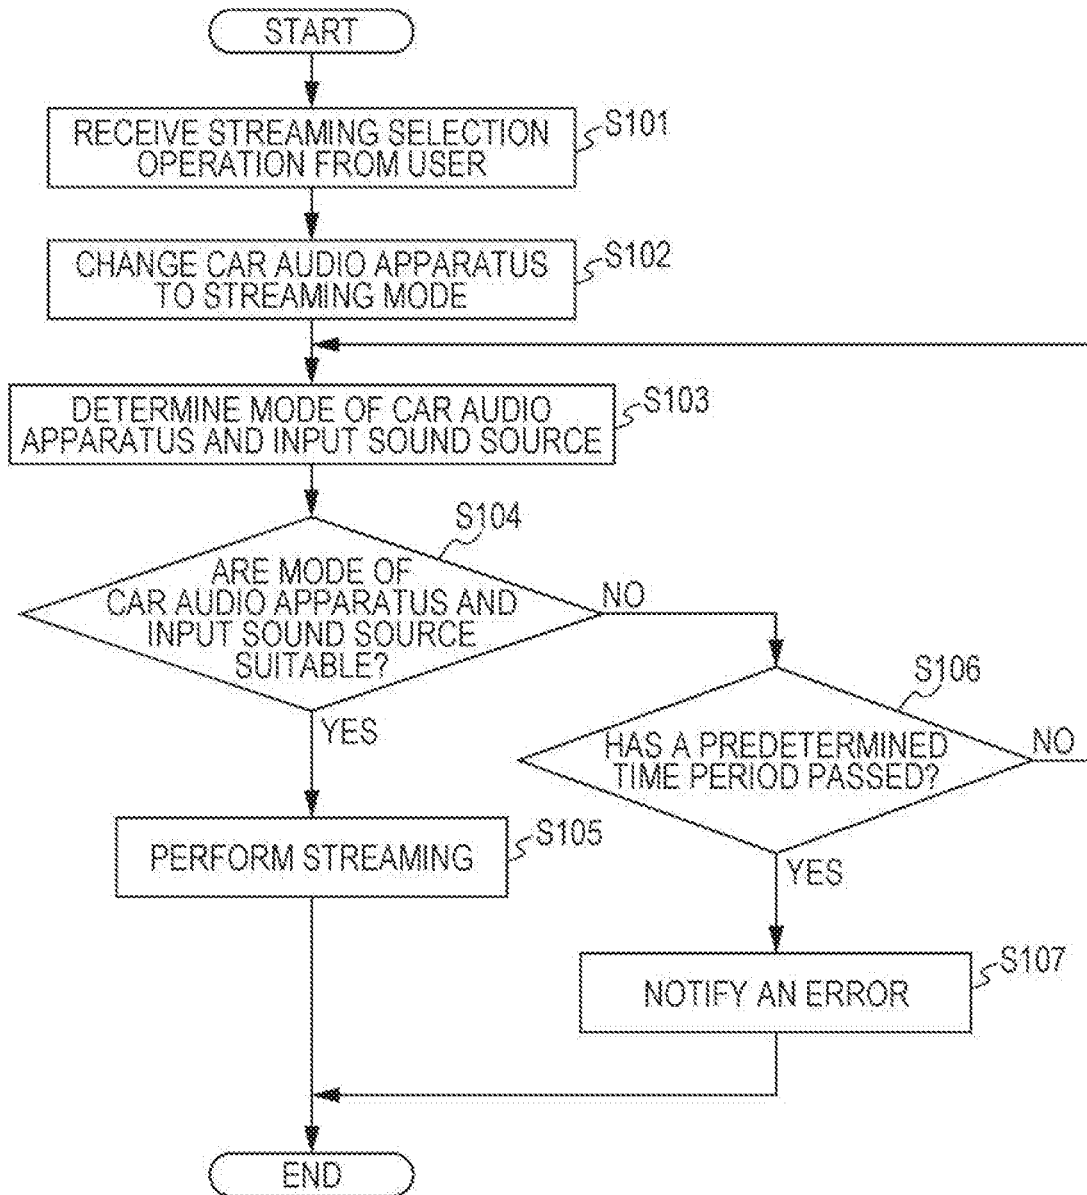 START
RECEIVE STREAMING SELECTION
OPERATION FROM USER
S101
CHANGE CAR AUDIO APPARATUS
TO STREAMING MODE
S102
DETERMINE MODE OF CAR AUDIO
APPARATUS AND INPUT SOUND SOURCE
S103
S104
ARE MODE OF
CAR AUDIO APPARATUS AND
INPUT SOUND SOURCE
SUITABLE?
NO
YES
S106
HAS A PREDETERMINED
TIME PERIOD PASSED?
NO
YES
PERFORM STREAMING
S105
NOTIFY AN ERROR
S107
END